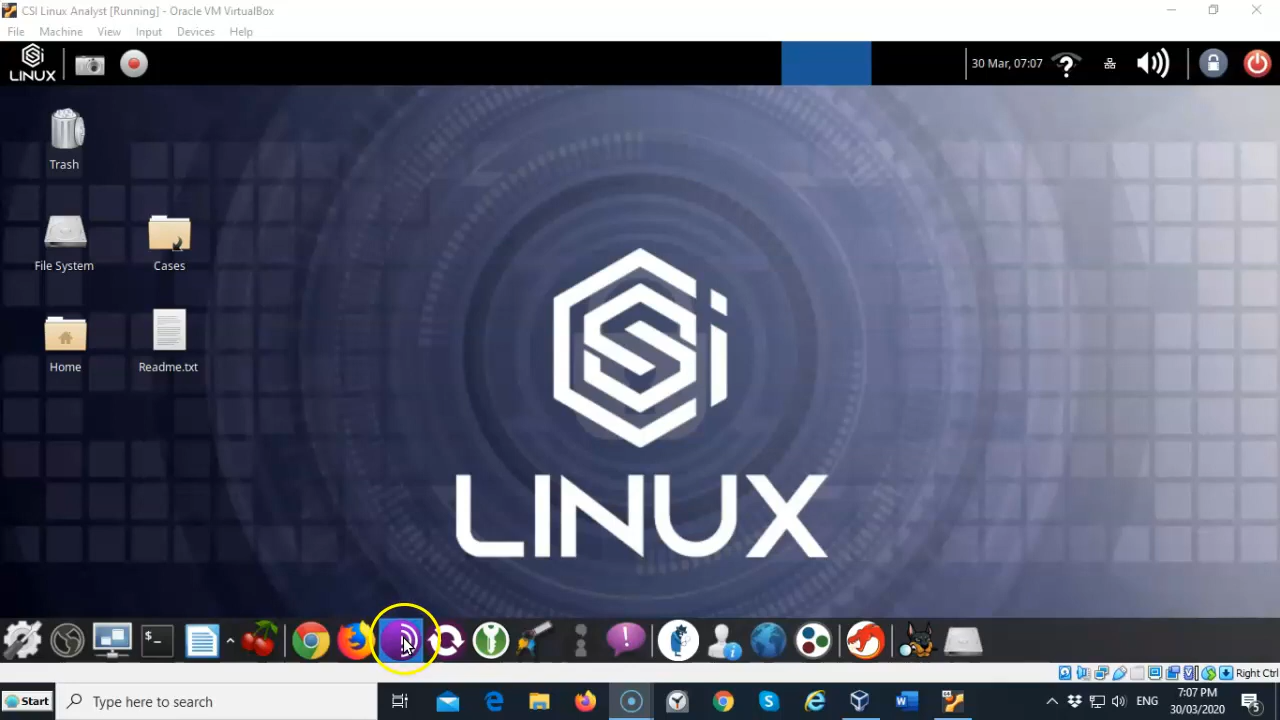 CSI Linux Analyst [Running] - Oracle VM VirtualBox
File Machine View Input Devices Help
LINUX
30 Mar, 07:07
Trash
File System
Cases
Home
Readme.txt
CSi
LINUX
Right Ctrl
Start
Type here to search
ENG
7:07 PM
30/03/2020
5